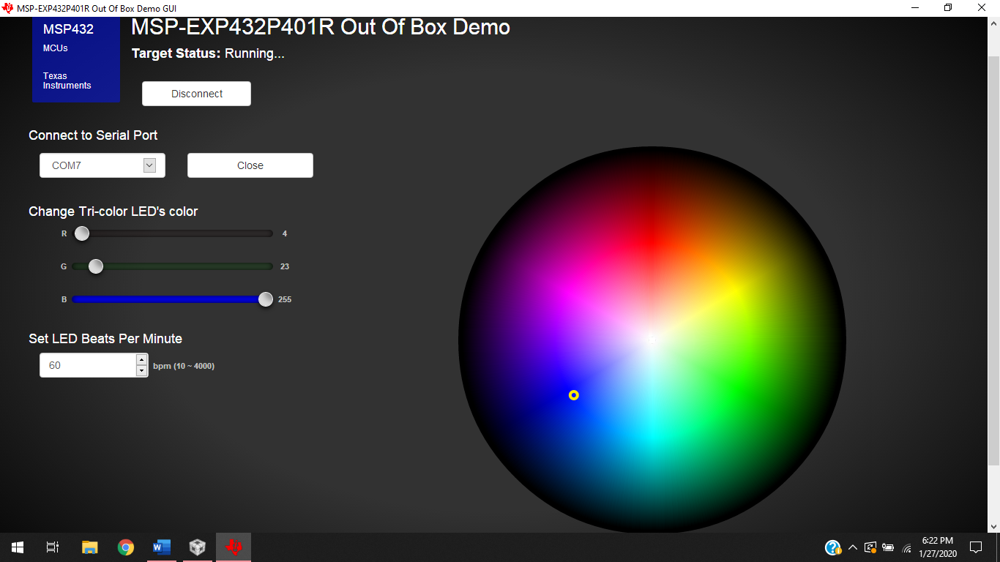 MSP-EXP432P401R Out Of Box Demo GUI
MSP432
MCUs
Texas
Instruments
MSP-EXP432P401R Out Of Box Demo
Target Status: Running...
Disconnect
Connect to Serial Port
COM7
Close
Change Tri-color LED's color
R 4
G 23
B 255
Set LED Beats Per Minute
60
bpm (10 ~ 4000)
6:22 PM
1/27/2020